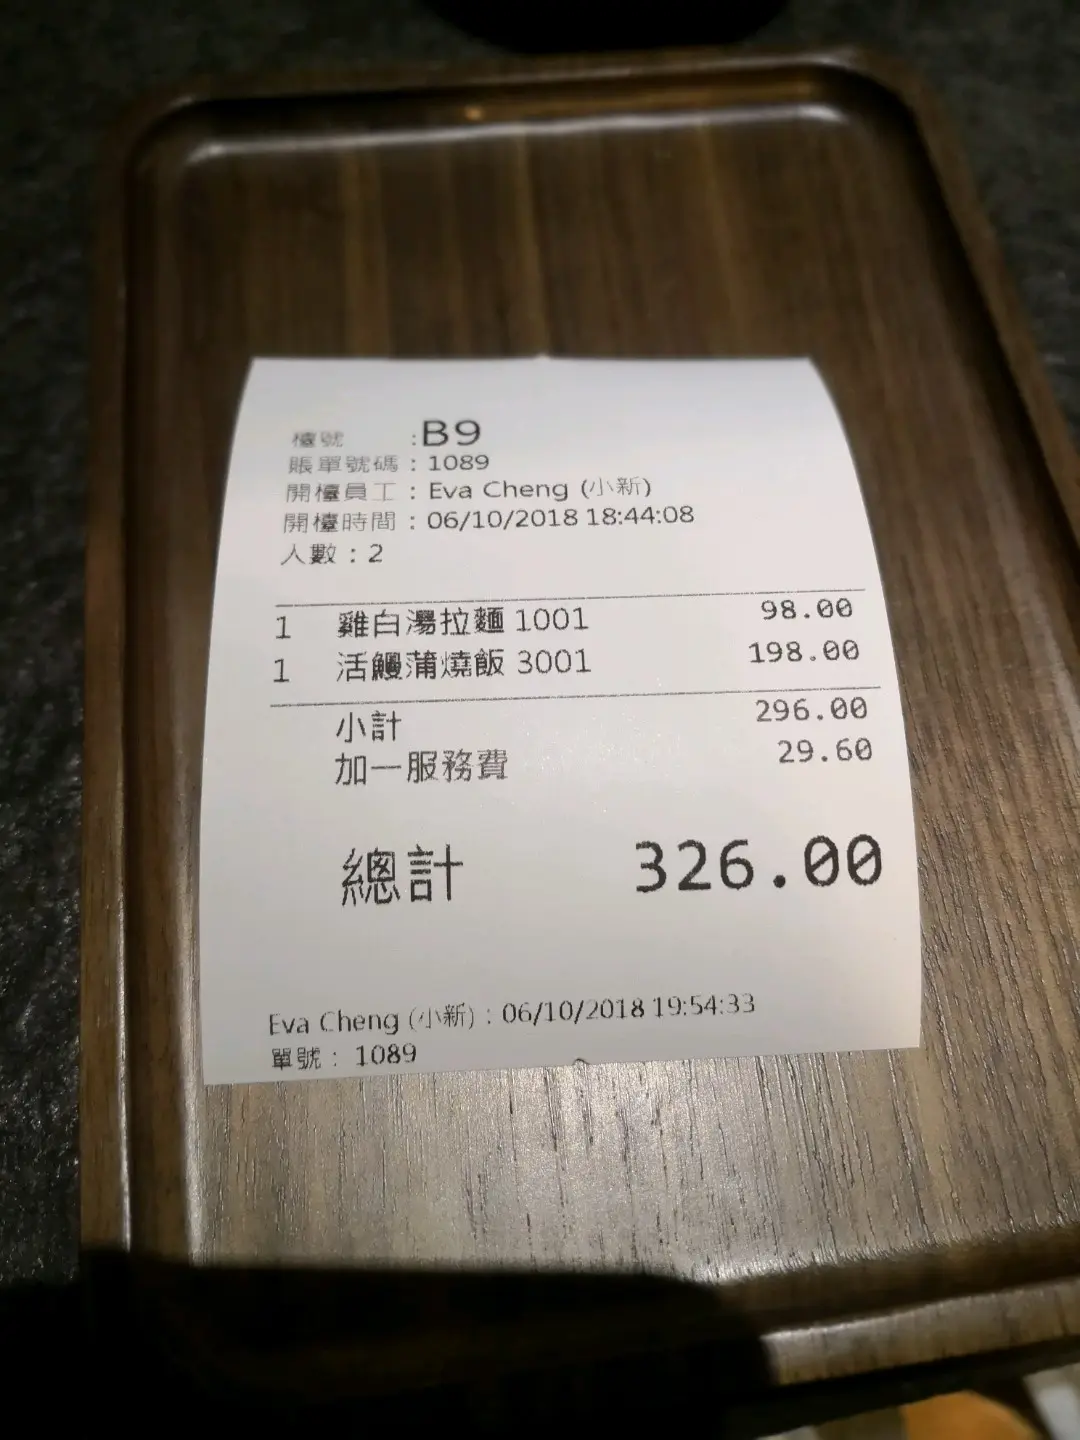 檯號 :B9
賬單號碼 : 1089
開檯員工 : Eva Cheng (小新)
開檯時間 : 06/10/2018 18:44:08
人數 : 2
1 雞白湯拉麵 1001 98.00
1 活鰻蒲燒飯 3001 198.00
小計 296.00
加一服務費 29.60
總計 326.00
Eva Cheng (小新) : 06/10/2018 19:54:33
單號 : 1089